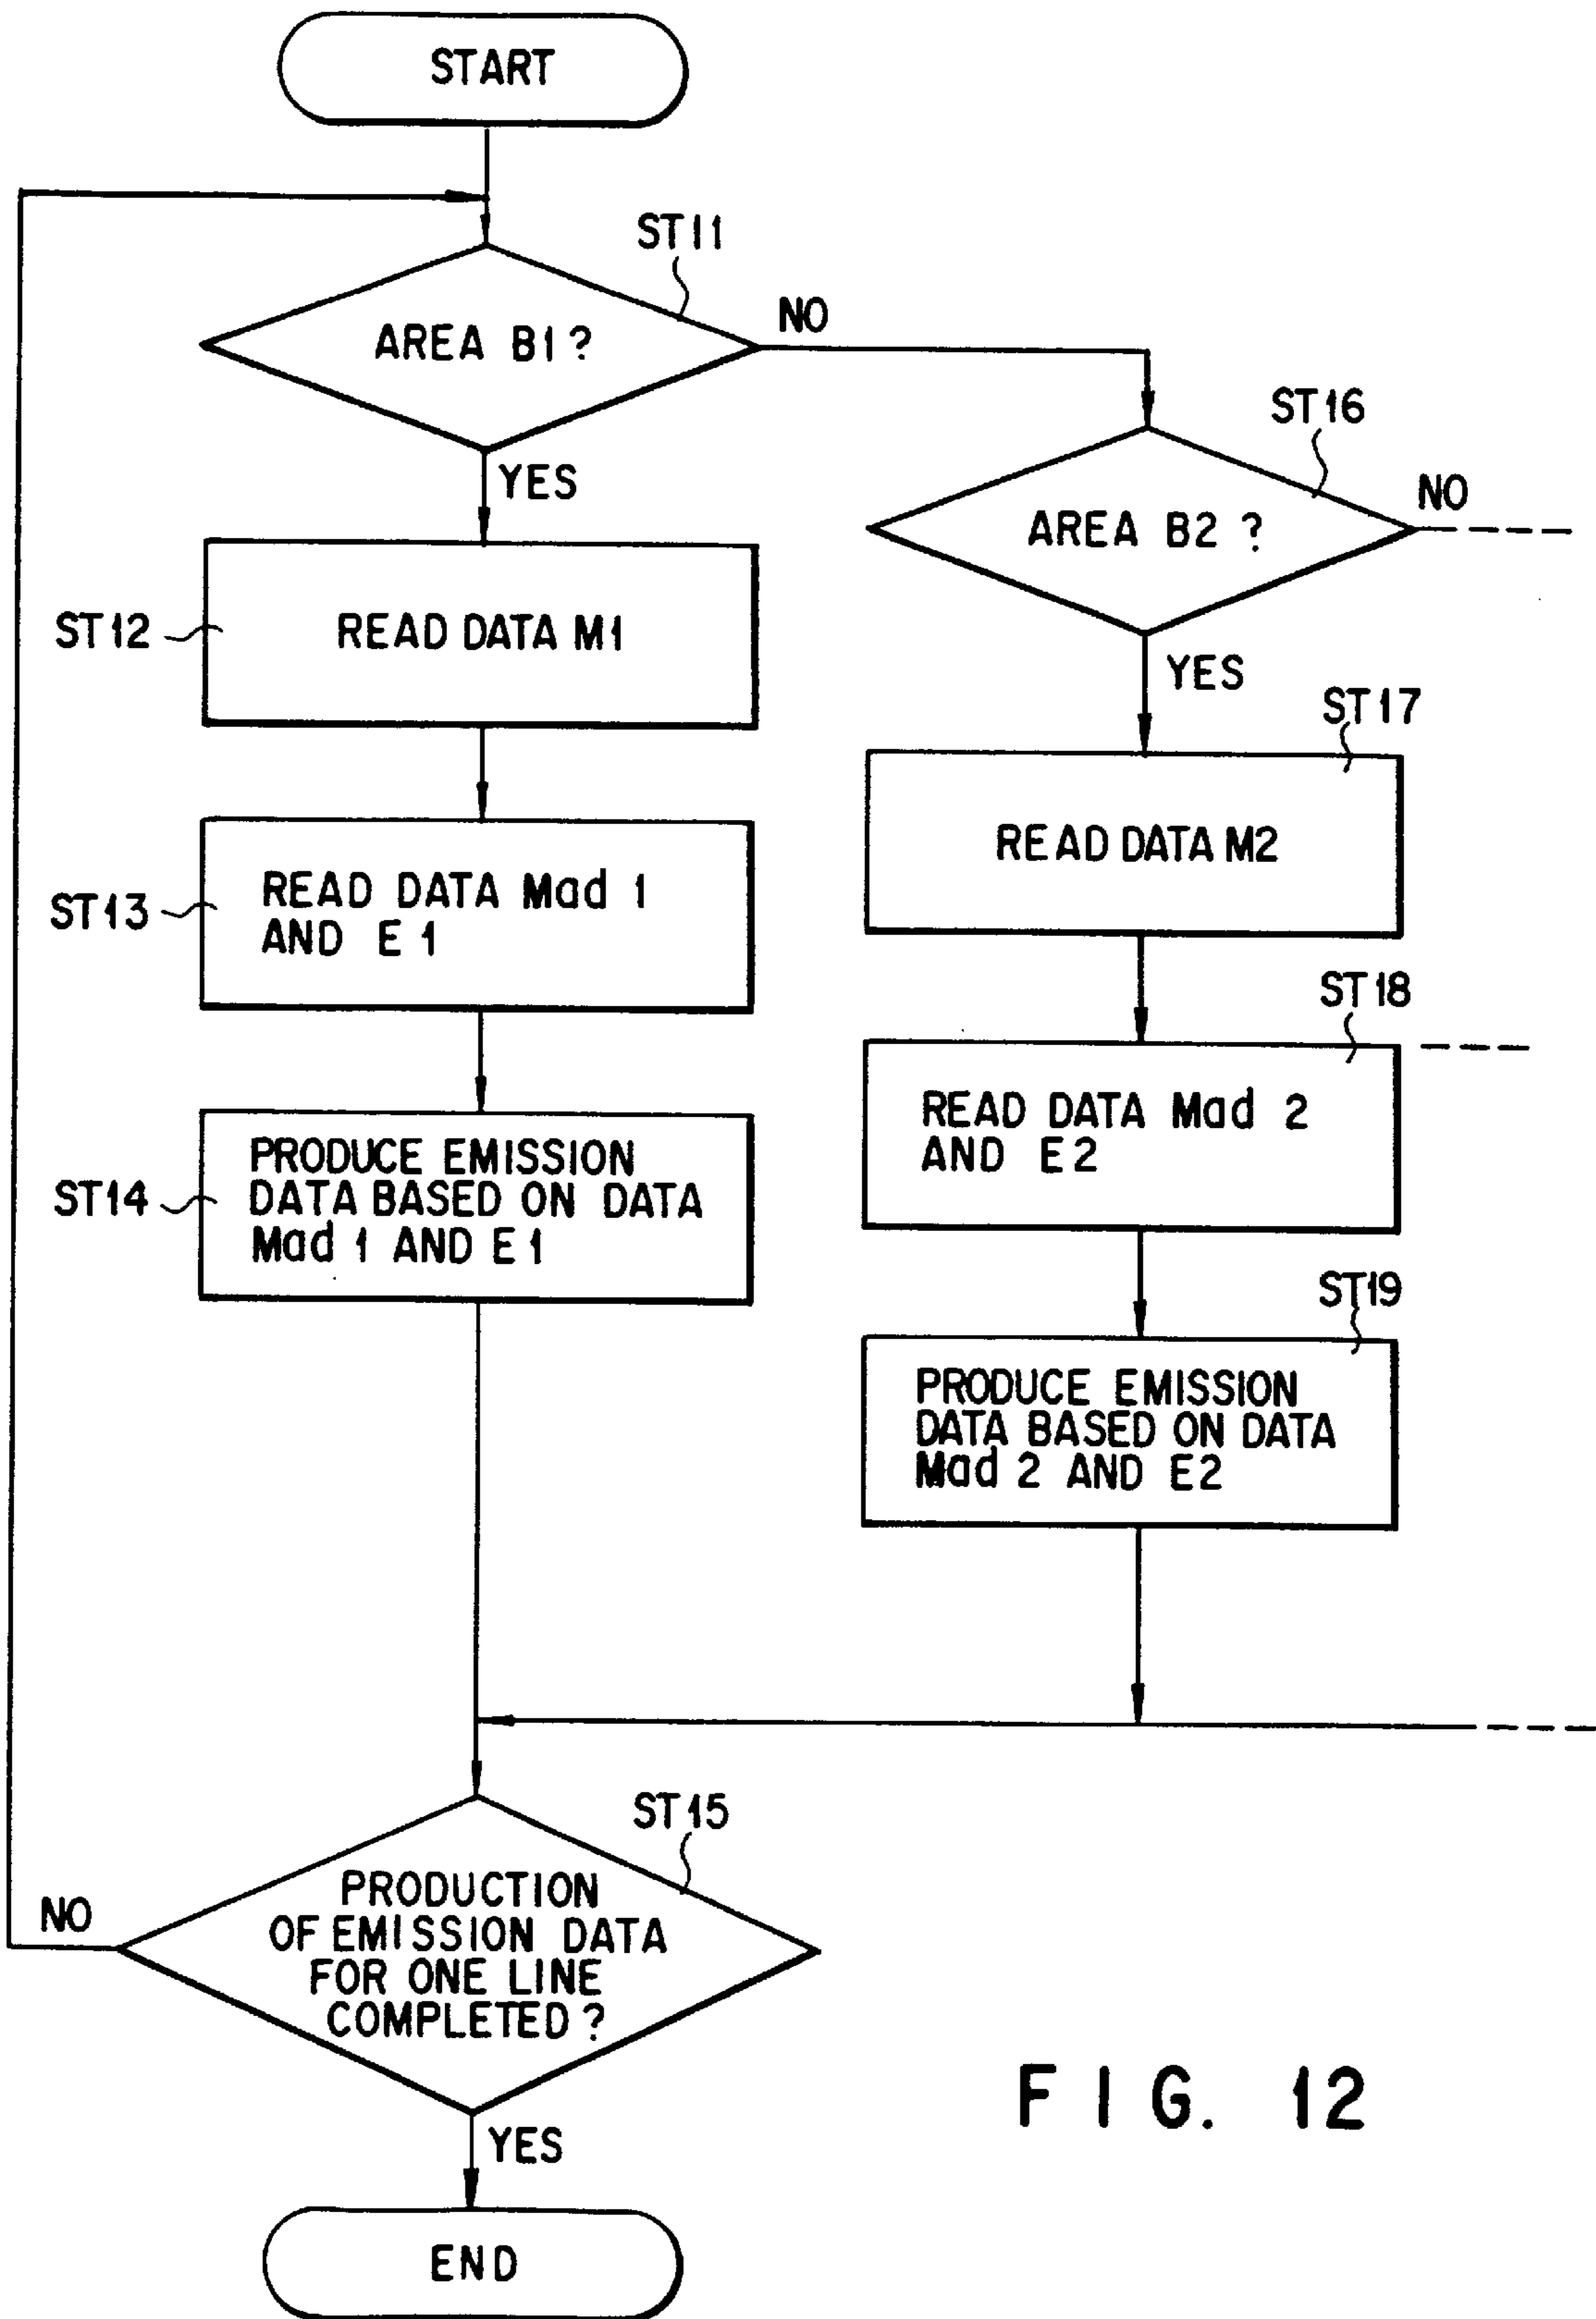 START
ST11
AREA B1?
NO
YES
ST16
AREA B2 ?
NO
YES
ST12
READ DATA M1
ST17
READ DATA M2
ST13
READ DATA Mad 1
AND E 1
ST18
READ DATA Mad 2
AND E2
ST14
PRODUCE EMISSION
DATA BASED ON DATA
Mad 1 AND E1
ST19
PRODUCE EMISSION
DATA BASED ON DATA
Mad 2 AND E2
ST15
PRODUCTION
OF EMISSION DATA
FOR ONE LINE
COMPLETED ?
NO
YES
END
FIG. 12